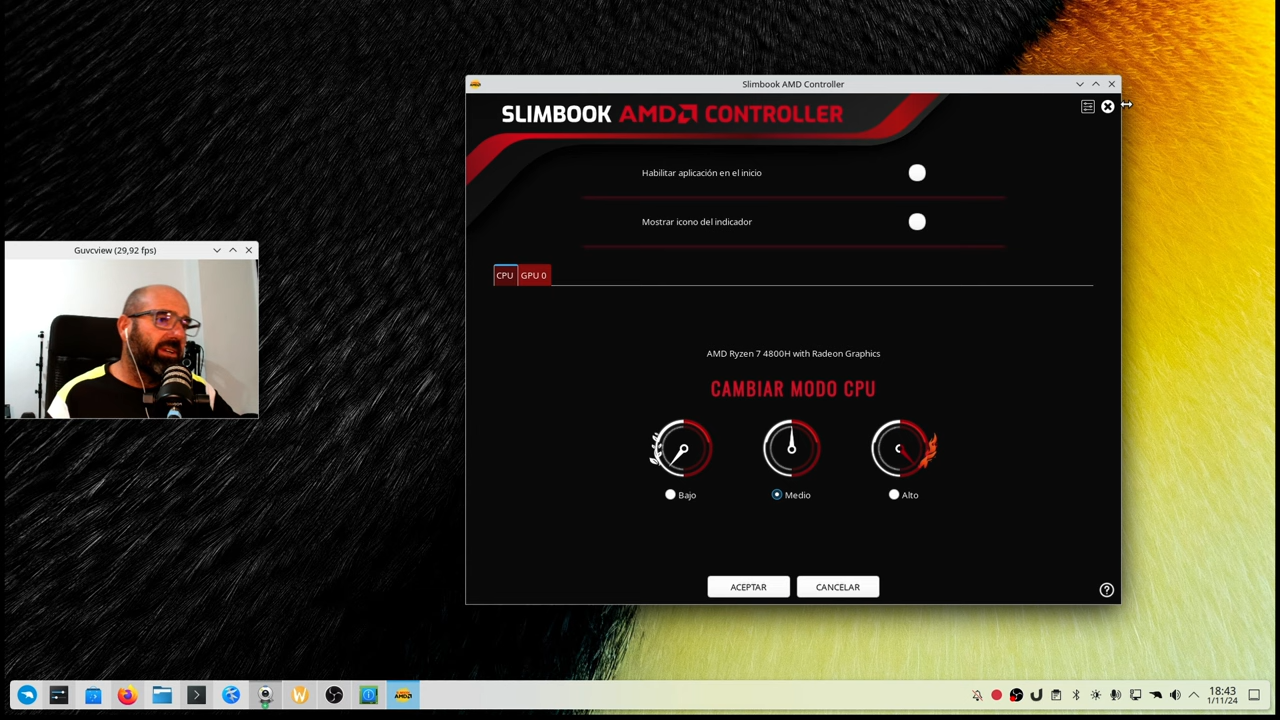 Slimbook AMD Controller
SLIMBOOK AMD CONTROLLER
Habilitar aplicación en el inicio
Mostrar icono del indicador
Guvcview (29,92 fps)
CPU GPU 0
AMD Ryzen 7 4800H with Radeon Graphics
CAMBIAR MODO CPU
Bajo Medio Alto
ACEPTAR CANCELAR
AMD
18:43
1/11/24